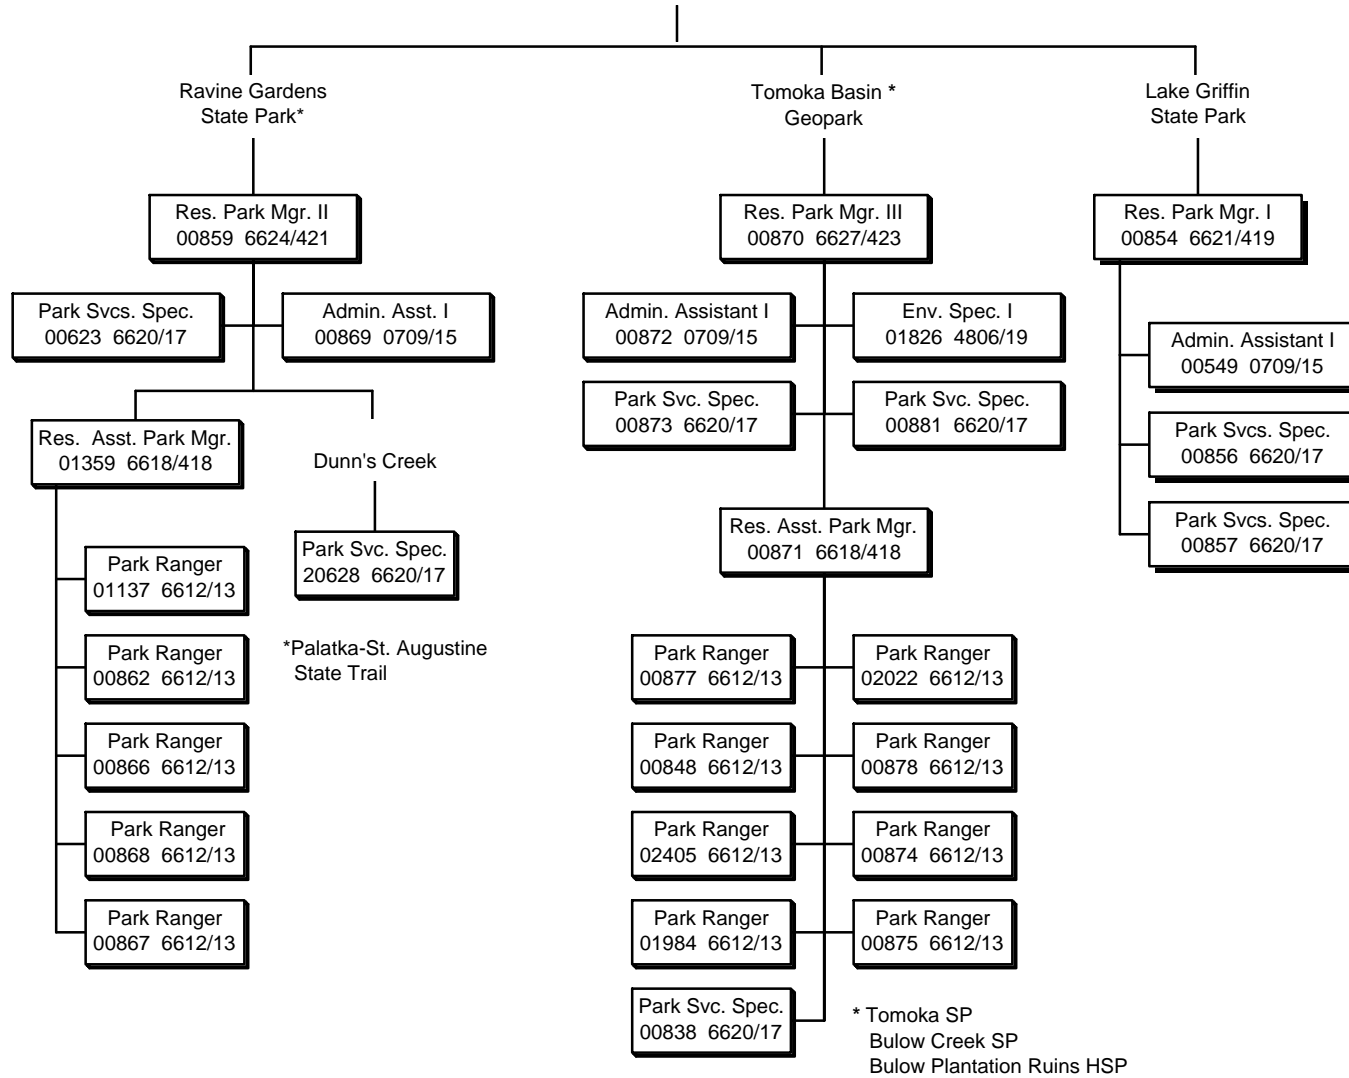 Ravine Gardens
State Park*
Res. Park Mgr. II
00859 6624/421
Park Svcs. Spec.
00623 6620/17
Admin. Asst. I
00869 0709/15
Res. Asst. Park Mgr.
01359 6618/418
Dunn's Creek
Park Svc. Spec.
20628 6620/17
*Palatka-St. Augustine
State Trail
Park Ranger
01137 6612/13
Park Ranger
00862 6612/13
Park Ranger
00866 6612/13
Park Ranger
00868 6612/13
Park Ranger
00867 6612/13
Tomoka Basin *
Geopark
Res. Park Mgr. III
00870 6627/423
Admin. Assistant I
00872 0709/15
Env. Spec. I
01826 4806/19
Park Svc. Spec.
00873 6620/17
Park Svc. Spec.
00881 6620/17
Res. Asst. Park Mgr.
00871 6618/418
Park Ranger
00877 6612/13
Park Ranger
02022 6612/13
Park Ranger
00848 6612/13
Park Ranger
00878 6612/13
Park Ranger
02405 6612/13
Park Ranger
00874 6612/13
Park Ranger
01984 6612/13
Park Ranger
00875 6612/13
Park Svc. Spec.
00838 6620/17
* Tomoka SP
Bulow Creek SP
Bulow Plantation Ruins HSP
Lake Griffin
State Park
Res. Park Mgr. I
00854 6621/419
Admin. Assistant I
00549 0709/15
Park Svcs. Spec.
00856 6620/17
Park Svcs. Spec.
00857 6620/17